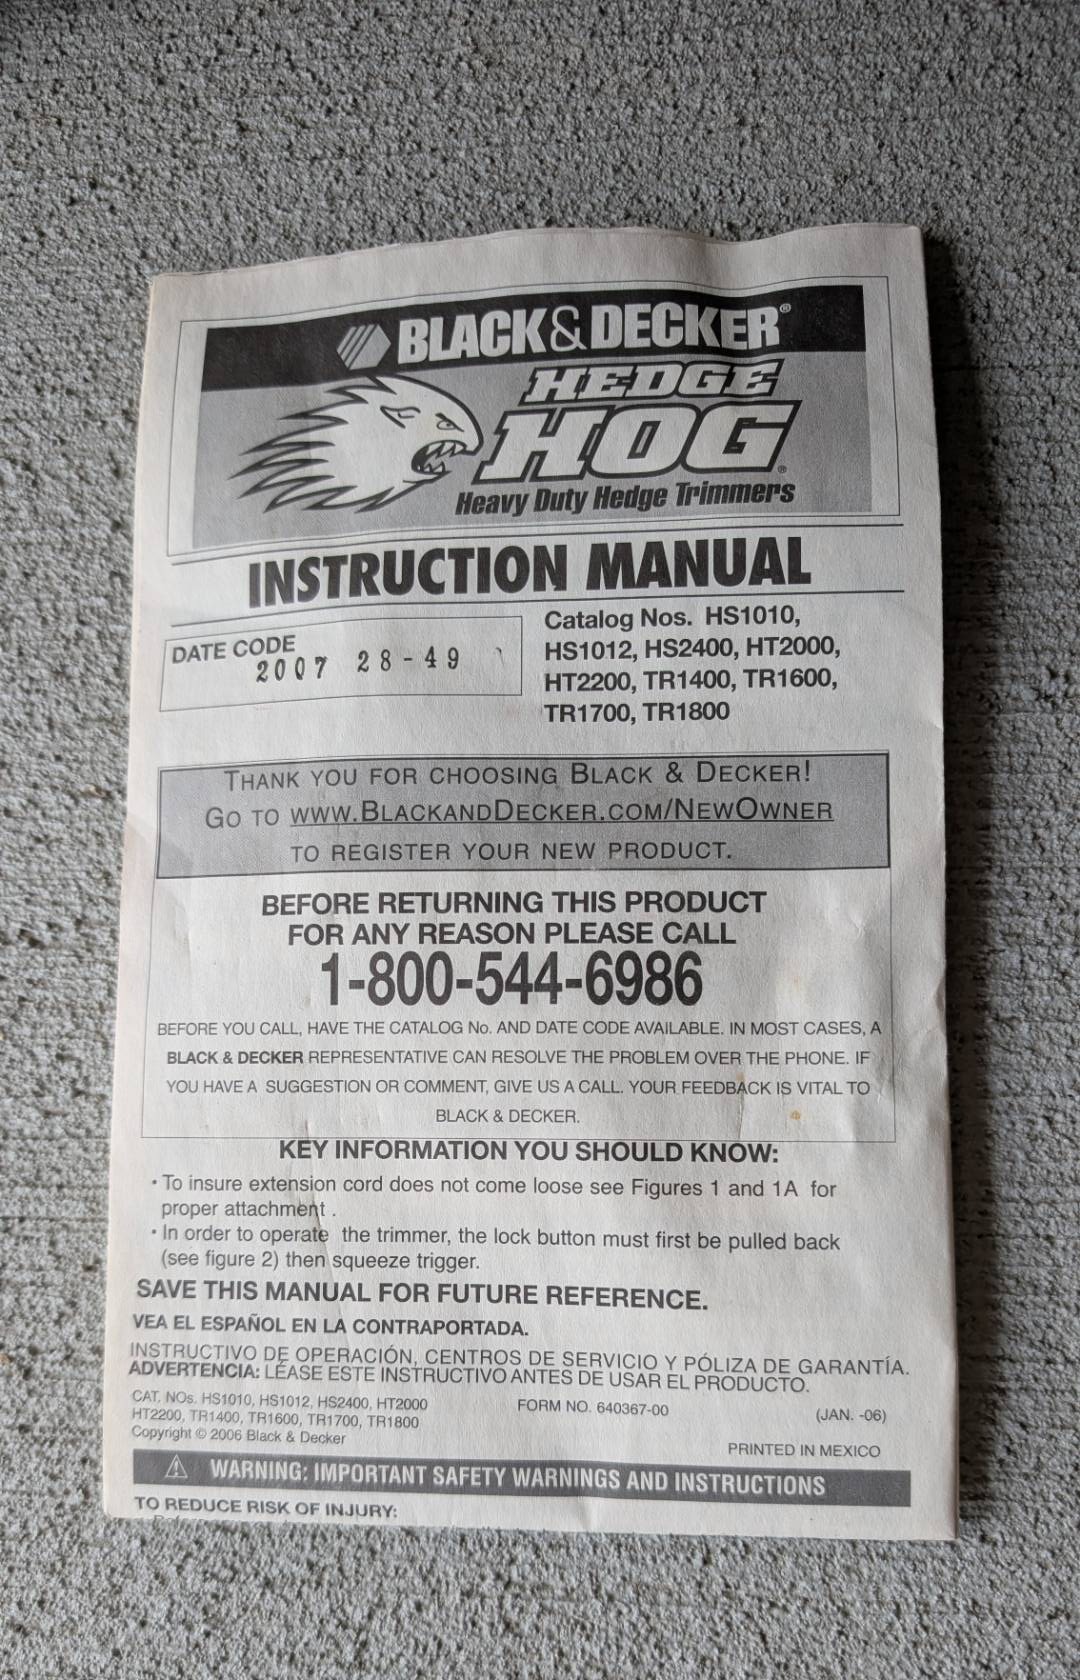 BLACK&DECKER®
HEDGE
HOG®
Heavy Duty Hedge Trimmers
INSTRUCTION MANUAL
DATE CODE
2007 28-49
Catalog Nos. HS1010,
HS1012, HS2400, HT2000,
HT2200, TR1400, TR1600,
TR1700, TR1800
THANK YOU FOR CHOOSING BLACK & DECKER!
GO TO WWW.BLACKANDDECKER.COM/NEWOWNER
TO REGISTER YOUR NEW PRODUCT.
BEFORE RETURNING THIS PRODUCT
FOR ANY REASON PLEASE CALL
1-800-544-6986
BEFORE YOU CALL, HAVE THE CATALOG No. AND DATE CODE AVAILABLE. IN MOST CASES, A
BLACK & DECKER REPRESENTATIVE CAN RESOLVE THE PROBLEM OVER THE PHONE. IF
YOU HAVE A SUGGESTION OR COMMENT, GIVE US A CALL. YOUR FEEDBACK IS VITAL TO
BLACK & DECKER.
KEY INFORMATION YOU SHOULD KNOW:
• To insure extension cord does not come loose see Figures 1 and 1A for
proper attachment .
• In order to operate the trimmer, the lock button must first be pulled back
(see figure 2) then squeeze trigger.
SAVE THIS MANUAL FOR FUTURE REFERENCE.
VEA EL ESPAÑOL EN LA CONTRAPORTADA.
INSTRUCTIVO DE OPERACIÓN, CENTROS DE SERVICIO Y PÓLIZA DE GARANTÍA.
ADVERTENCIA: LÉASE ESTE INSTRUCTIVO ANTES DE USAR EL PRODUCTO.
CAT. NOs. HS1010, HS1012, HS2400, HT2000
HT2200, TR1400, TR1600, TR1700, TR1800
Copyright © 2006 Black & Decker
FORM NO. 640367-00
(JAN. -06)
PRINTED IN MEXICO
WARNING: IMPORTANT SAFETY WARNINGS AND INSTRUCTIONS
TO REDUCE RISK OF INJURY: